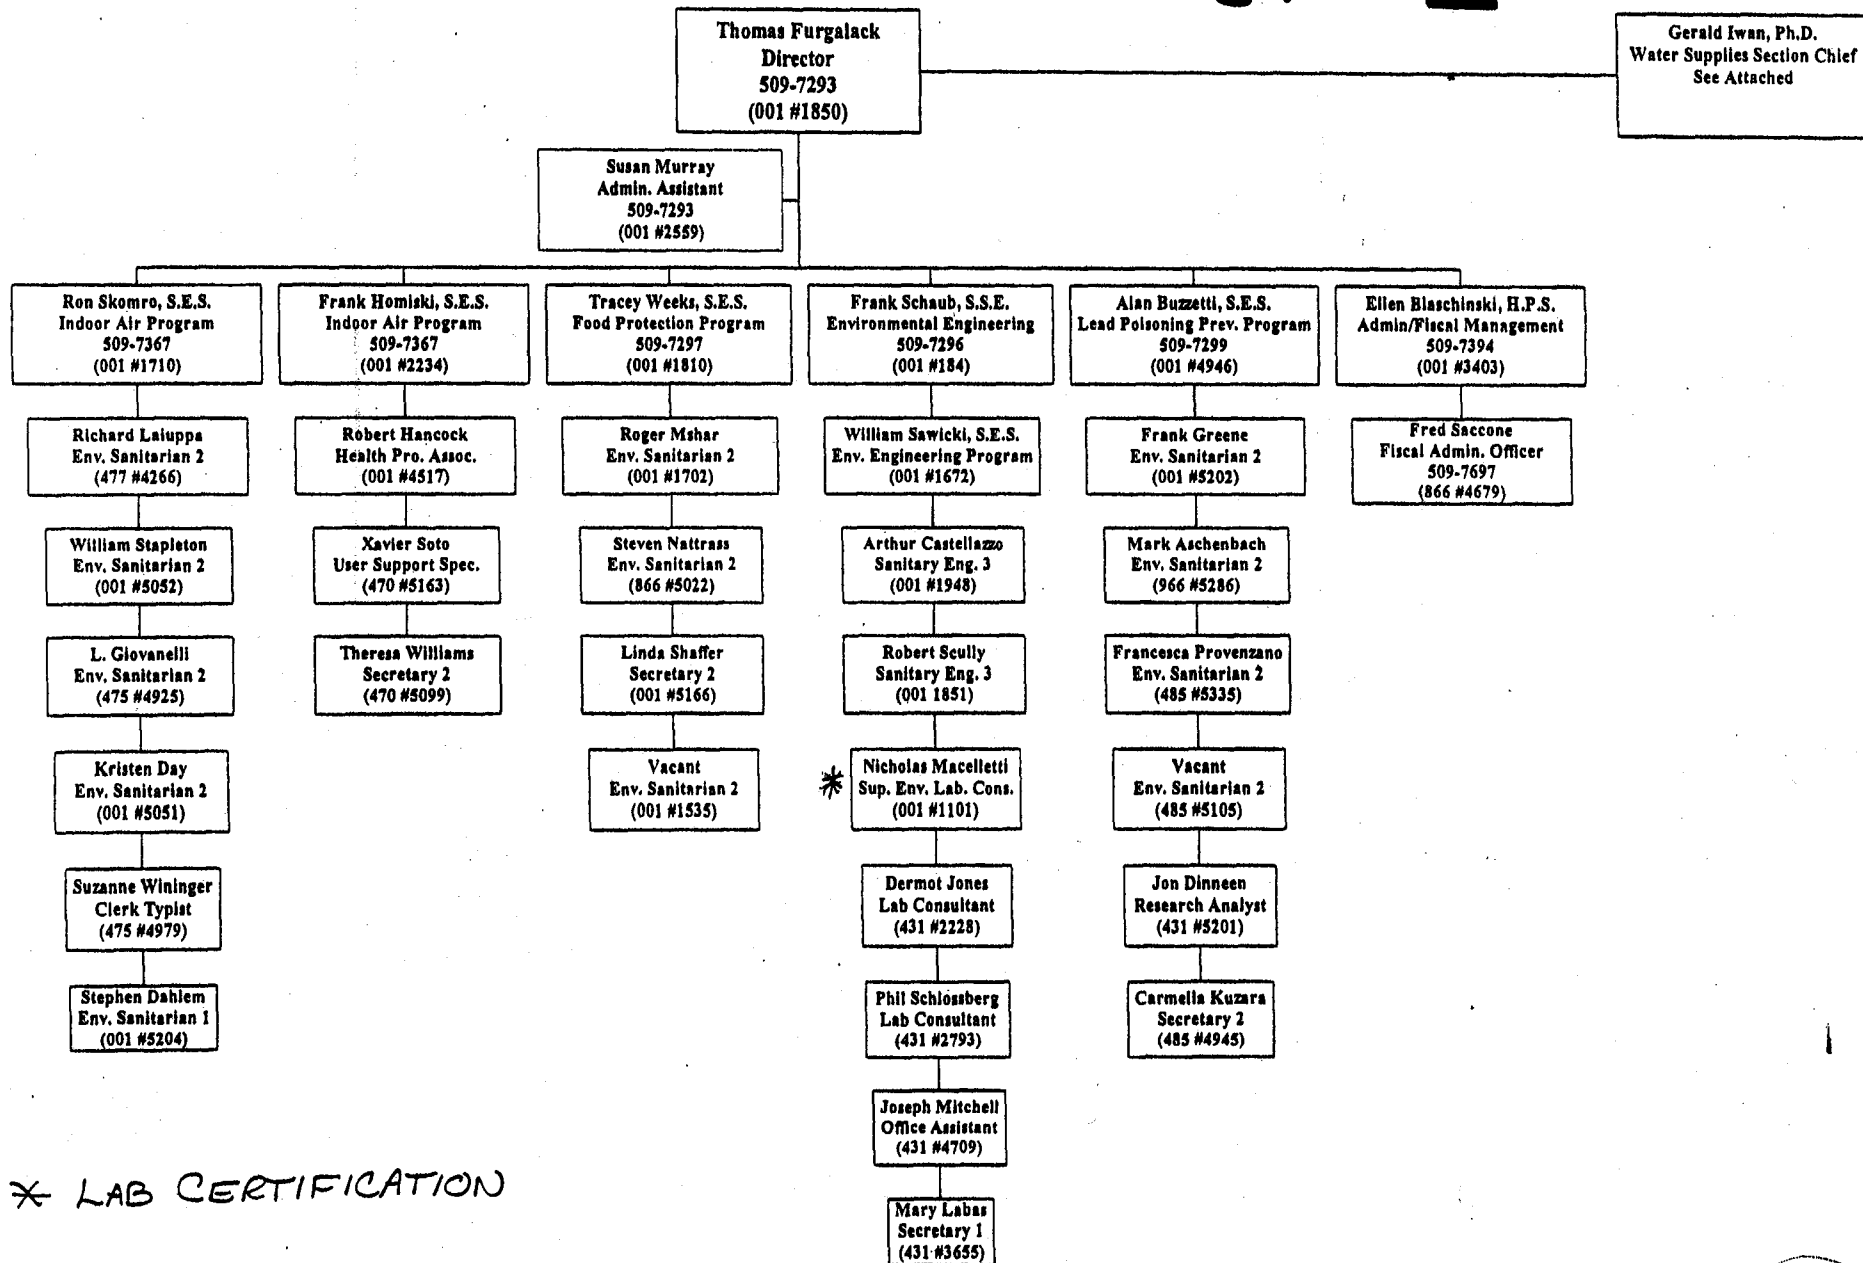 Thomas Furgalack
Director
509-7293
(001 #1850)
Gerald Iwan, Ph.D.
Water Supplies Section Chief
See Attached
Susan Murray
Admin. Assistant
509-7293
(001 #2559)
Ron Skomro, S.E.S.
Indoor Air Program
509-7367
(001 #1710)
Frank Homiski, S.E.S.
Indoor Air Program
509-7367
(001 #2234)
Tracey Weeks, S.E.S.
Food Protection Program
509-7297
(001 #1810)
Frank Schaub, S.S.E.
Environmental Engineering
509-7296
(001 #184)
Alan Buzzetti, S.E.S.
Lead Poisoning Prev. Program
509-7299
(001 #4946)
Ellen Blaschinski, H.P.S.
Admin/Fiscal Management
509-7394
(001 #3403)
Richard Laiuppa
Env. Sanitarian 2
(477 #4266)
Robert Hancock
Health Pro. Assoc.
(001 #4517)
Roger Mshar
Env. Sanitarian 2
(001 #1702)
William Sawicki, S.E.S.
Env. Engineering Program
(001 #1672)
Frank Greene
Env. Sanitarian 2
(001 #5202)
Fred Saccone
Fiscal Admin. Officer
509-7697
(866 #4679)
William Stapleton
Env. Sanitarian 2
(001 #5052)
Xavier Soto
User Support Spec.
(470 #5163)
Steven Nattrass
Env. Sanitarian 2
(866 #5022)
Arthur Castellazzo
Sanitary Eng. 3
(001 #1948)
Mark Aschenbach
Env. Sanitarian 2
(966 #5286)
L. Giovanelli
Env. Sanitarian 2
(475 #4925)
Theresa Williams
Secretary 2
(470 #5099)
Linda Shaffer
Secretary 2
(001 #5166)
Robert Scully
Sanitary Eng. 3
(001 1851)
Francesca Provenzano
Env. Sanitarian 2
(485 #5335)
Kristen Day
Env. Sanitarian 2
(001 #5051)
Vacant
Env. Sanitarian 2
(001 #1535)
* Nicholas Macelletti
Sup. Env. Lab. Cons.
(001 #1101)
Vacant
Env. Sanitarian 2
(485 #5105)
Suzanne Wininger
Clerk Typist
(475 #4979)
Dermot Jones
Lab Consultant
(431 #2228)
Jon Dinneen
Research Analyst
(431 #5201)
Stephen Dahlem
Env. Sanitarian 1
(001 #5204)
Phil Schlossberg
Lab Consultant
(431 #2793)
Carmella Kuzara
Secretary 2
(485 #4945)
Joseph Mitchell
Office Assistant
(431 #4709)
* LAB CERTIFICATION
Mary Labas
Secretary 1
(431 #3655)